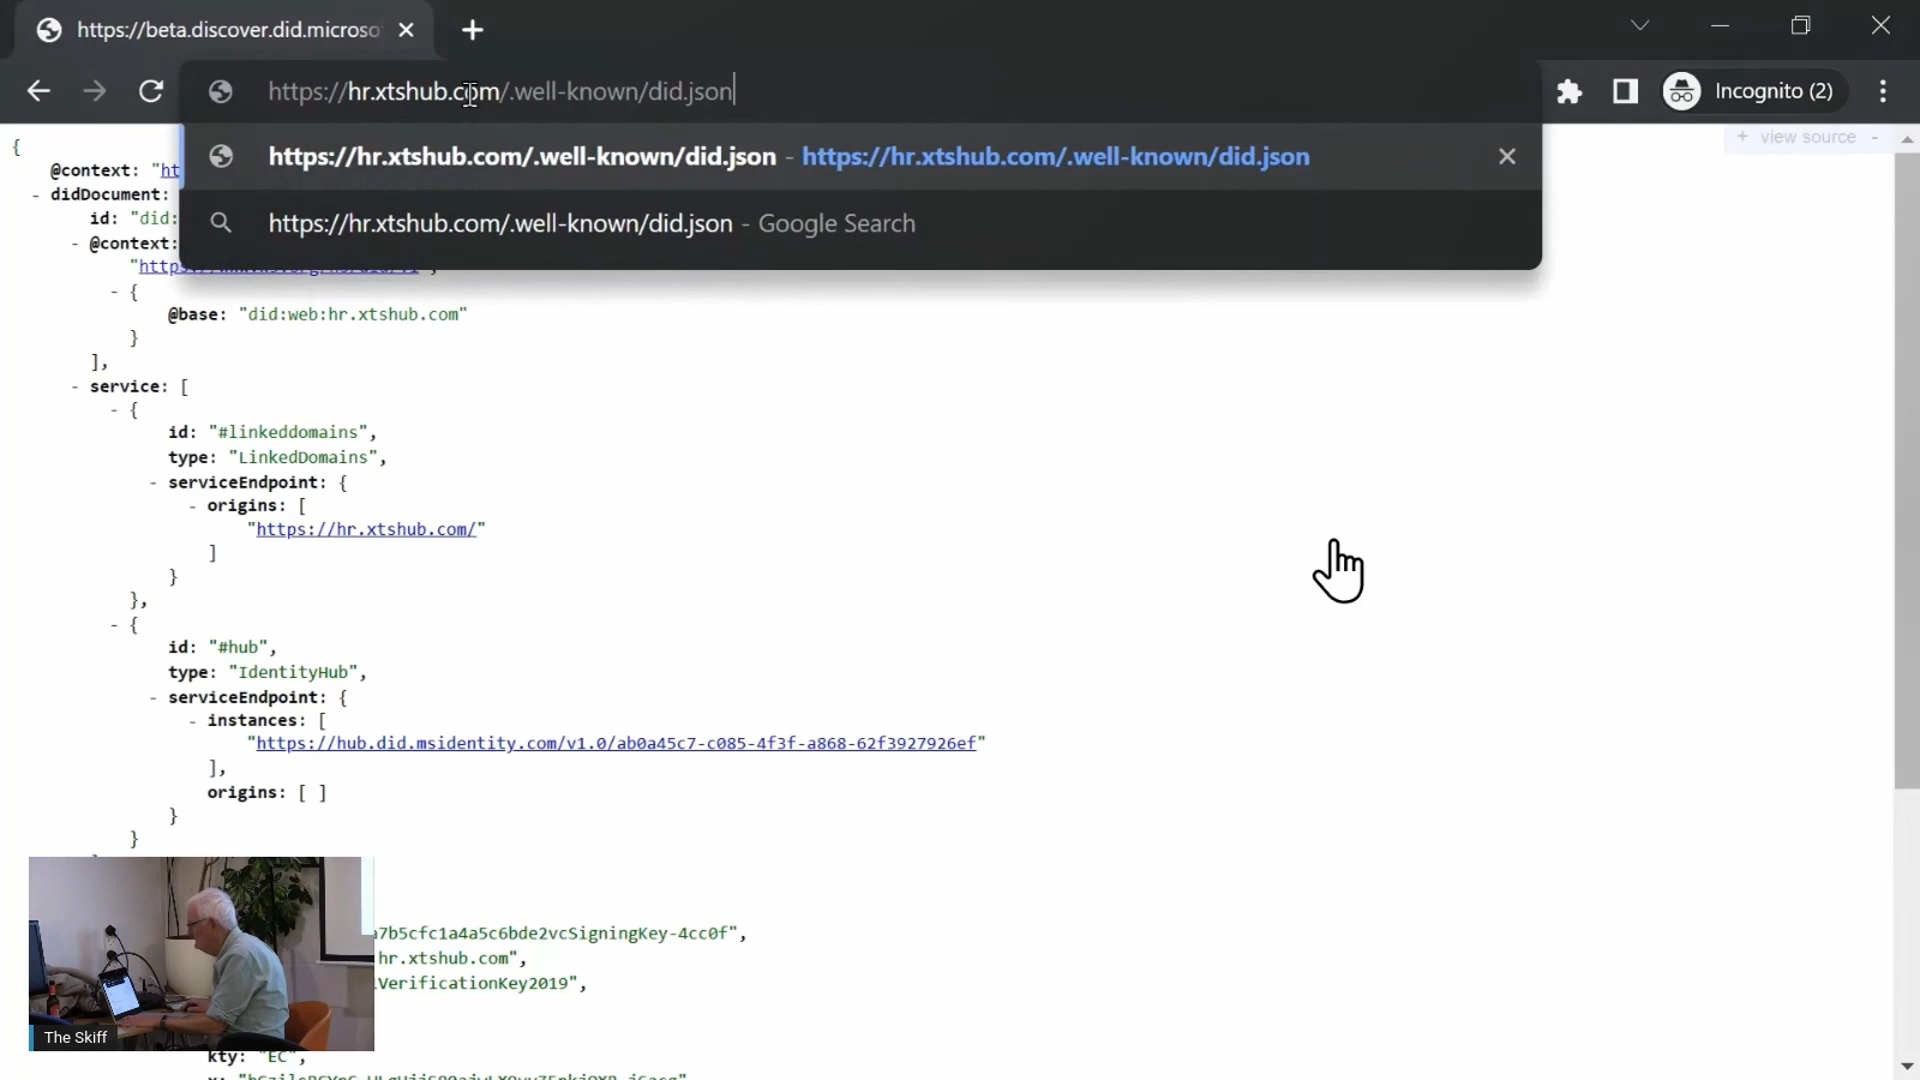 https://beta.discover.did.microso
https://hr.xtshub.com/.well-known/did.json
Incognito (2)
https://hr.xtshub.com/.well-known/did.json - https://hr.xtshub.com/.well-known/did.json
https://hr.xtshub.com/.well-known/did.json - Google Search
+ view source -
{
@context: "ht
- didDocument:
id: "did:
- @context:
"https:
- {
@base: "did:web:hr.xtshub.com"
}
],
- service: [
- {
id: "#linkeddomains",
type: "LinkedDomains",
- serviceEndpoint: {
- origins: [
"https://hr.xtshub.com/"
]
}
},
- {
id: "#hub",
type: "IdentityHub",
- serviceEndpoint: {
- instances: [
"https://hub.did.msidentity.com/v1.0/ab0a45c7-c085-4f3f-a868-62f3927926ef"
],
origins: [ ]
}
}
a7b5cfc1a4a5c6bde2vcSigningKey-4cc0f",
hr.xtshub.com",
VerificationKey2019",
The Skiff
kty: "EC",